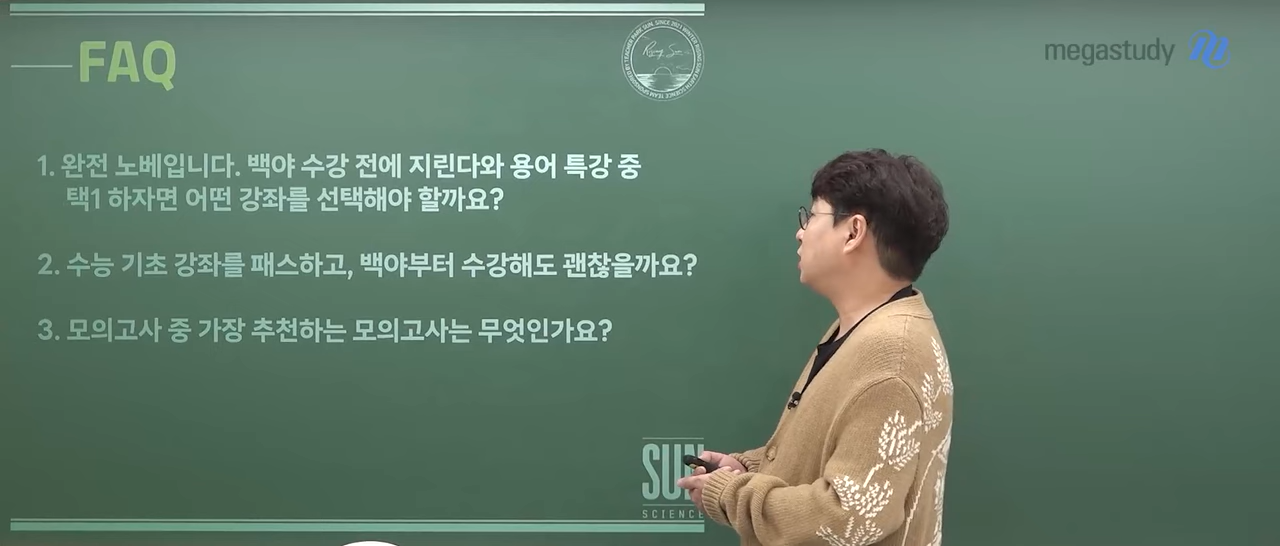 FAQ
megastudy
1. 완전 노베입니다. 백야 수강 전에 지린다와 용어 특강 중
택1 하자면 어떤 강좌를 선택해야 할까요?
2. 수능 기초 강좌를 패스하고, 백야부터 수강해도 괜찮을까요?
3. 모의고사 중 가장 추천하는 모의고사는 무엇인가요?
SCIENCE